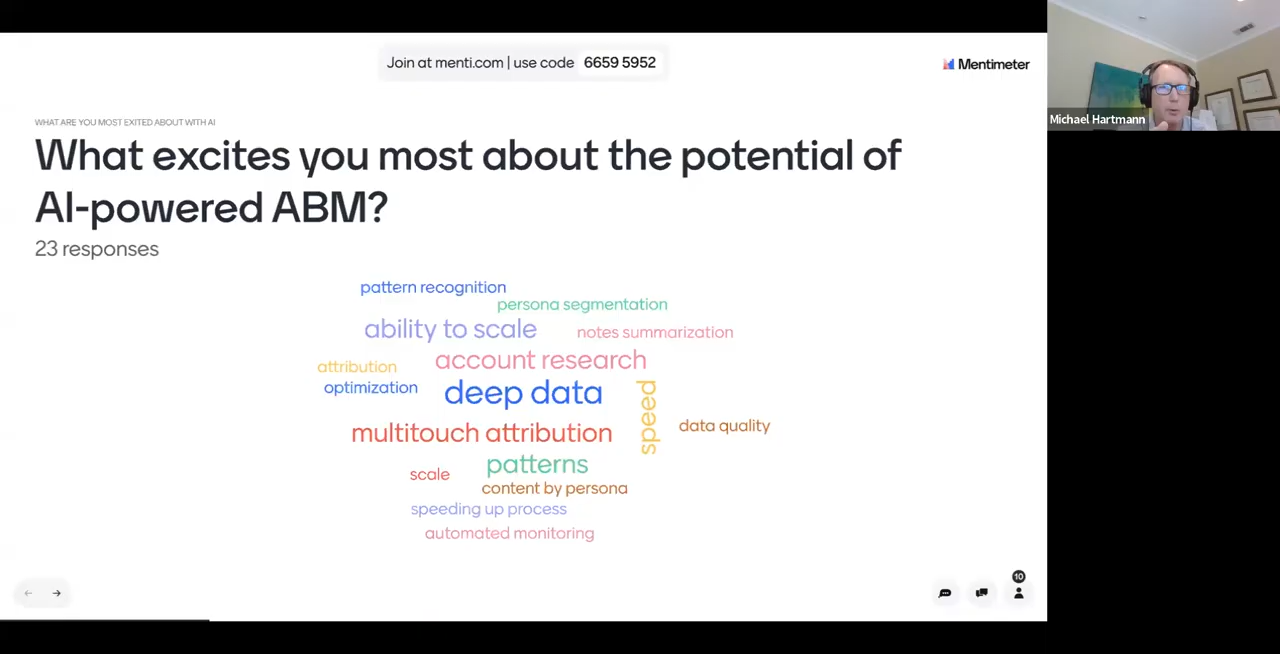 Join at menti.com | use code 6659 5952
Mentimeter
Michael Hartmann
WHAT ARE YOU MOST EXITED ABOUT WITH AI
What excites you most about the potential of
AI-powered ABM?
23 responses
pattern recognition
persona segmentation
ability to scale
notes summarization
account research
attribution
optimization
deep data
speed
data quality
multitouch attribution
patterns
scale
content by persona
speeding up process
automated monitoring
10